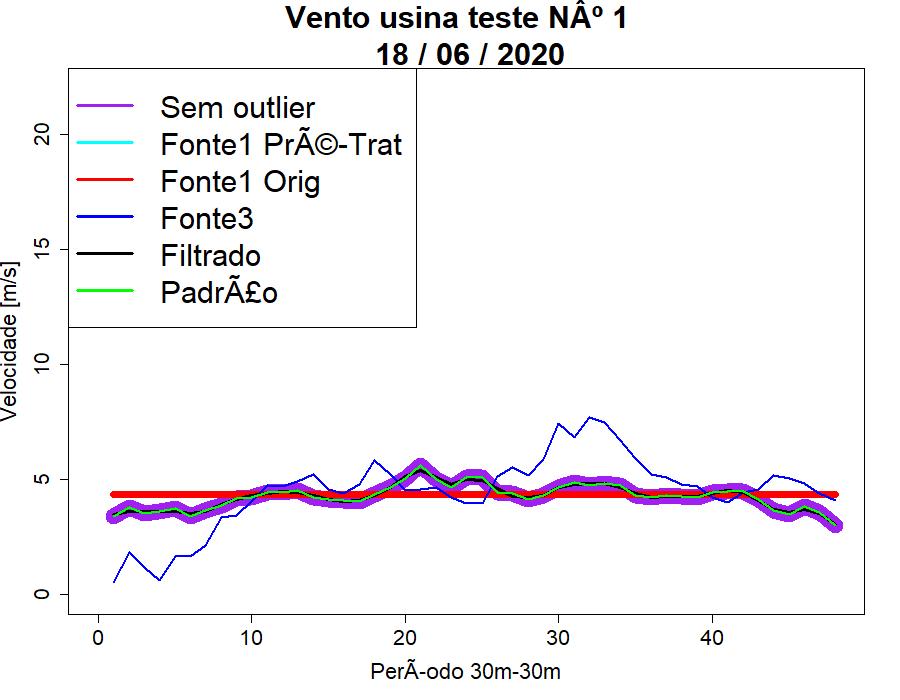 Vento usina teste NÂº 1
18 / 06 / 2020
Sem outlier
Fonte1 PrÃ©-Trat
Fonte1 Orig
Fonte3
Filtrado
PadrÃ£o
Velocidade [m/s]
20
15
10
5
0
0 10 20 30 40
PerÃ-odo 30m-30m